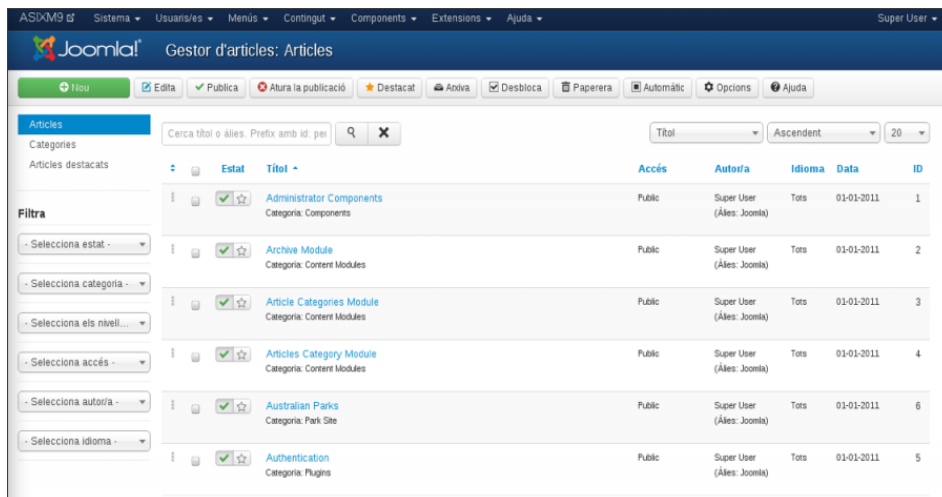 ASIXM9 Sistema Usuaris/es Menús Contingut Components Extensions Ajuda Super User
Joomla! Gestor d'articles: Articles
Nou Edita Publica Atura la publicació Destacat Arxiva Desbloca Paperera Automàtic Opcions Ajuda
Articles
Categories
Articles destacats
Filtra
- Selecciona estat -
- Selecciona categoria -
- Selecciona els nivell...
- Selecciona accés -
- Selecciona autor/a -
- Selecciona idioma -
Cerca títol o àlies. Prefix amb id: per Títol Ascendent 20
Estat Títol Accés Autor/a Idioma Data ID
Administrator Components Public Super User Tots 01-01-2011 1
Categoria: Components (Àlies: Joomla)
Archive Module Public Super User Tots 01-01-2011 2
Categoria: Content Modules (Àlies: Joomla)
Article Categories Module Public Super User Tots 01-01-2011 3
Categoria: Content Modules (Àlies: Joomla)
Articles Category Module Public Super User Tots 01-01-2011 4
Categoria: Content Modules (Àlies: Joomla)
Australian Parks Public Super User Tots 01-01-2011 6
Categoria: Park Site (Àlies: Joomla)
Authentication Public Super User Tots 01-01-2011 5
Categoria: Plugins (Àlies: Joomla)